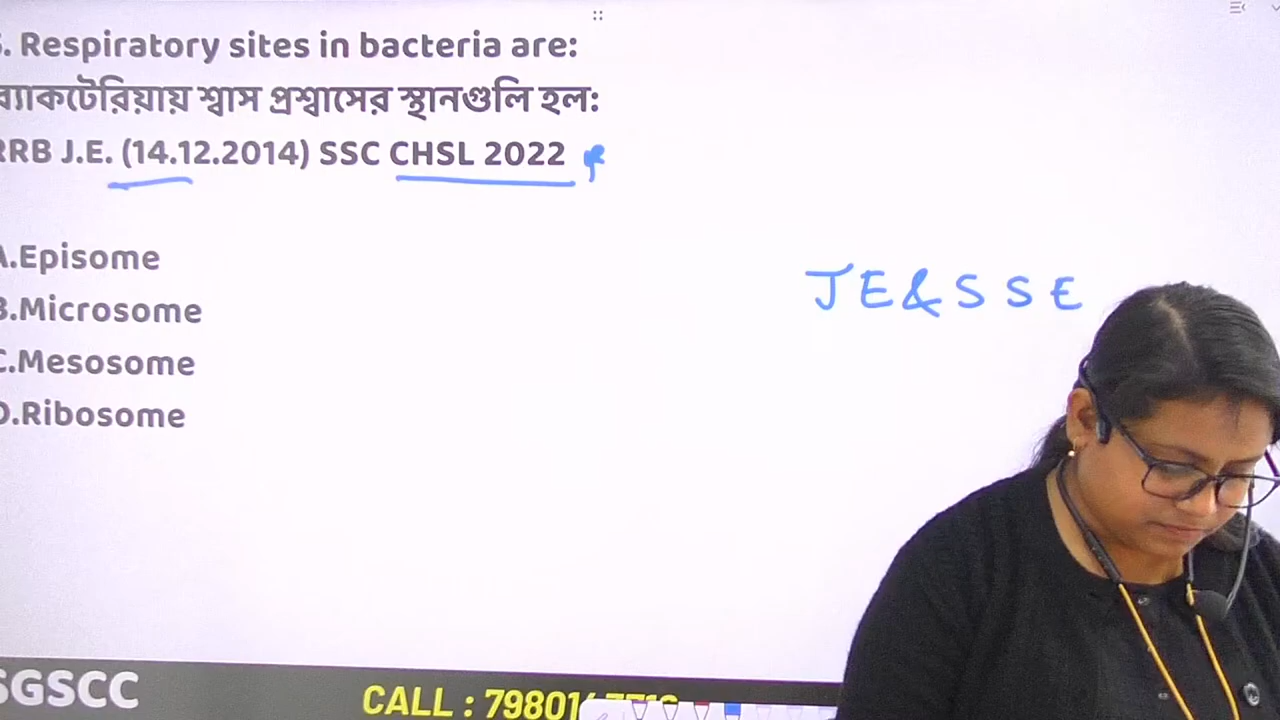 . Respiratory sites in bacteria are:
ব্যাকটেরিয়ায় শ্বাস প্রশ্বাসের স্থানগুলি হল:
RRB J.E. (14.12.2014) SSC CHSL 2022
A.Episome
B.Microsome
JE&SSE
C.Mesosome
D.Ribosome
SGSCC
CALL :